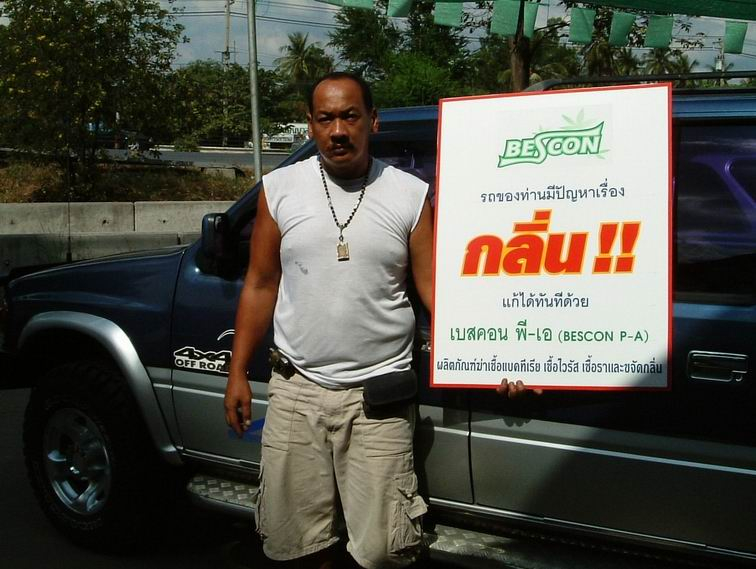 BESCON
รถของท่านมีปัญหาเรื่อง
กลิ่น !!
แก้ได้ทันทีด้วย
เบสคอน พี-เอ (BESCON P-A)
ผลิตภัณฑ์ฆ่าเชื้อแบคทีเรีย เชื้อไวรัส เชื้อราและขจัดกลิ่น
4x4
OFF ROAD